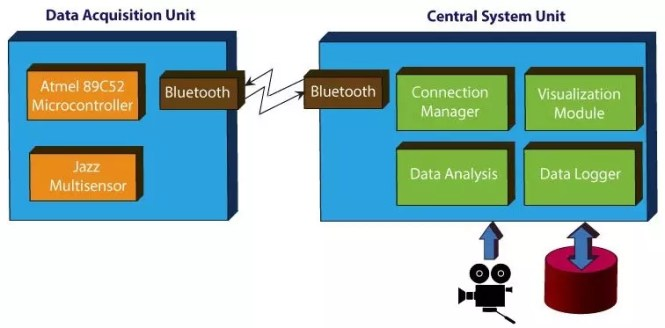 Data Acquisition Unit
Central System Unit
Atmel 89C52
Microcontroller
Bluetooth
Jazz
Multisensor
Bluetooth
Connection
Manager
Visualization
Module
Data Analysis
Data Logger